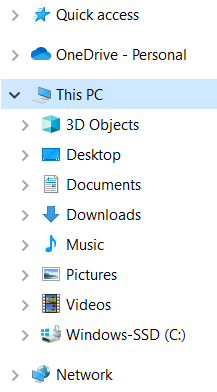 Quick access
OneDrive - Personal
This PC
3D Objects
Desktop
Documents
Downloads
Music
Pictures
Videos
Windows-SSD (C:)
Network